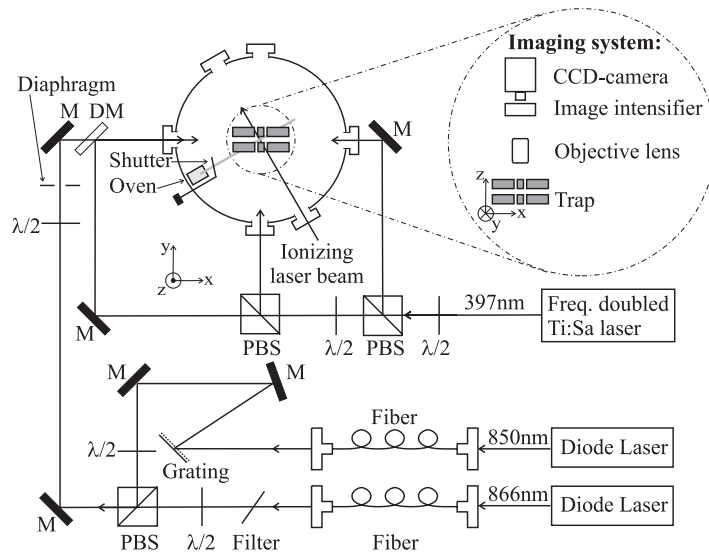 Imaging system:
CCD-camera
Image intensifier
Objective lens
z
Trap
y
x
Diaphragm
M
DM
M
Shutter
Oven
λ/2
Ionizing
laser beam
y
z
x
M
PBS
λ/2
PBS
λ/2
397nm
Freq. doubled
Ti:Sa laser
M
M
λ/2
Grating
Fiber
850nm
Diode Laser
M
PBS
λ/2
Filter
Fiber
866nm
Diode Laser